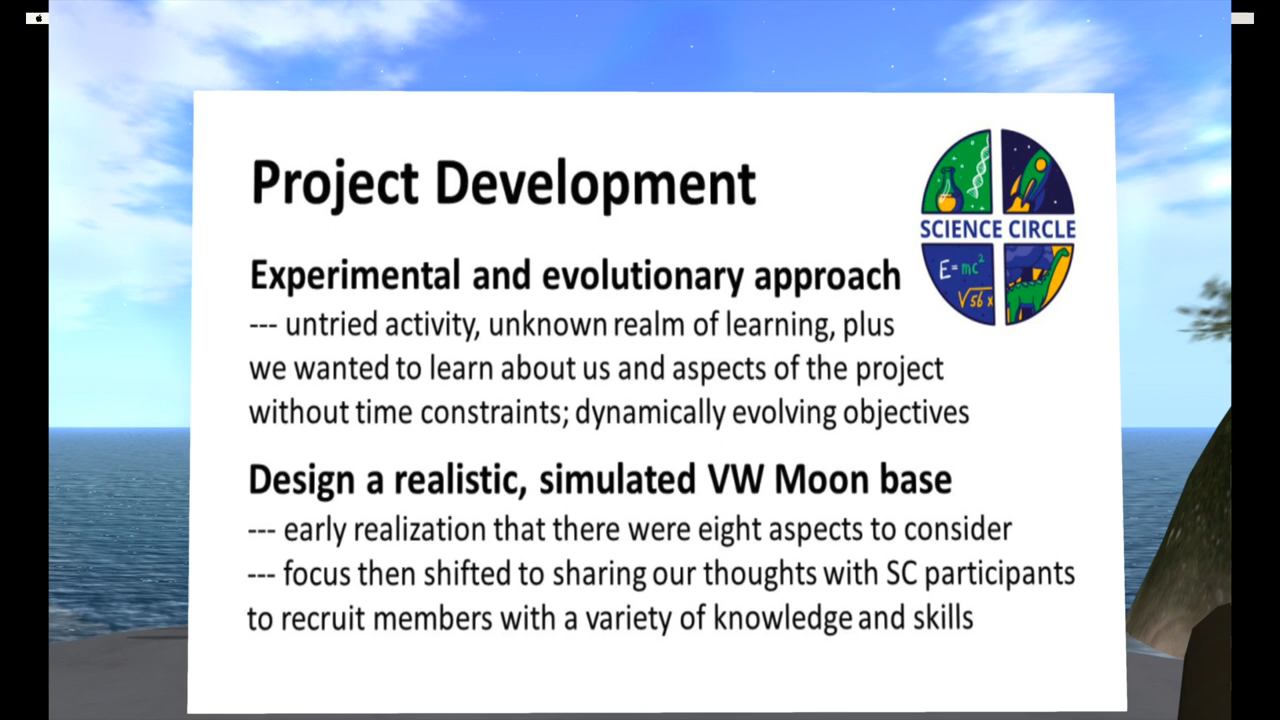 Project Development
SCIENCE CIRCLE
E=mc²
√56 x
Experimental and evolutionary approach
--- untried activity, unknown realm of learning, plus
we wanted to learn about us and aspects of the project
without time constraints; dynamically evolving objectives
Design a realistic, simulated VW Moon base
--- early realization that there were eight aspects to consider
--- focus then shifted to sharing our thoughts with SC participants
to recruit members with a variety of knowledge and skills